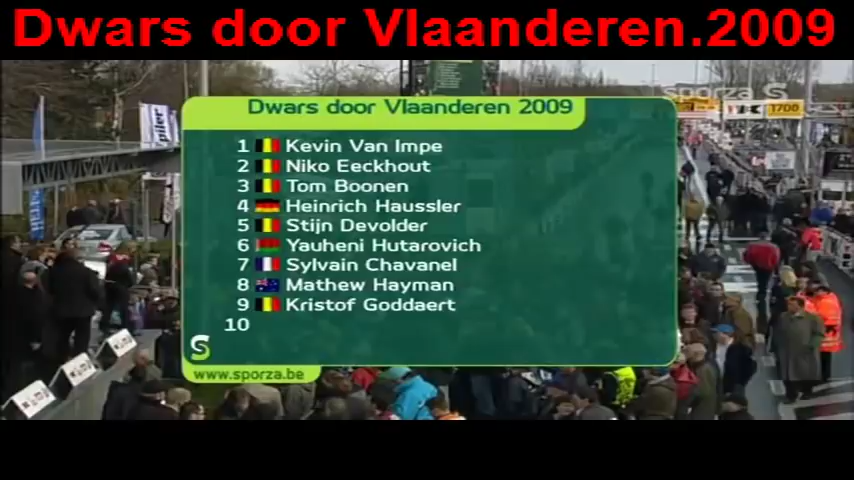 Dwars door Vlaanderen.2009
sporza
Dwars door Vlaanderen 2009
1 Kevin Van Impe
2 Niko Eeckhout
3 Tom Boonen
4 Heinrich Haussler
5 Stijn Devolder
6 Yauheni Hutarovich
7 Sylvain Chavanel
8 Mathew Hayman
9 Kristof Goddaert
10
www.sporza.be